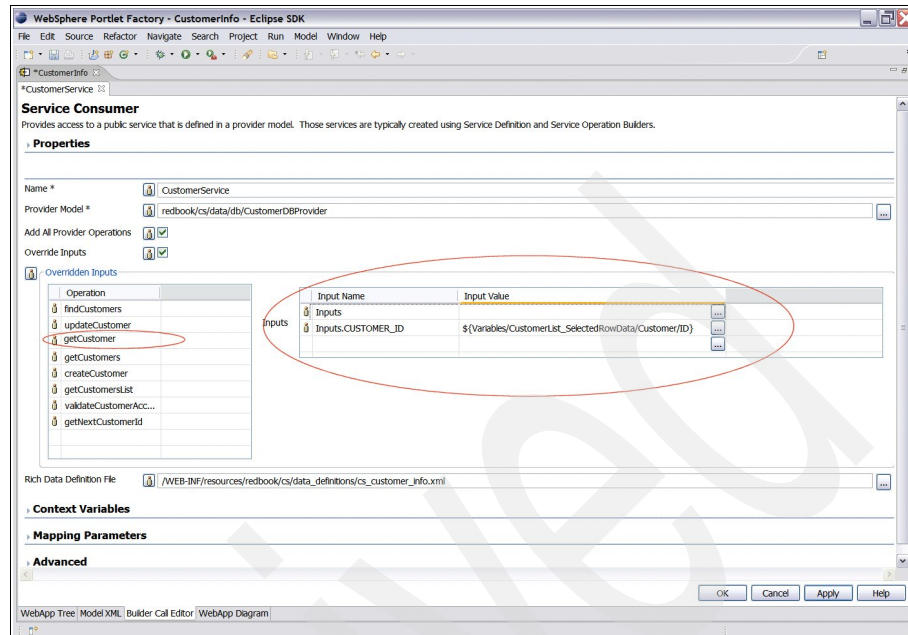 WebSphere Portlet Factory - CustomerInfo - Eclipse SDK
File Edit Source Refactor Navigate Search Project Run Model Window Help
*CustomerInfo
*CustomerService
Service Consumer
Provides access to a public service that is defined in a provider model. Those services are typically created using Service Definition and Service Operation Builders.
Properties
Name * CustomerService
Provider Model * redbook/cs/data/db/CustomerDBProvider ...
Add All Provider Operations
Override Inputs
Overridden Inputs
Operation
findCustomers
updateCustomer
getCustomer
getCustomers
createCustomer
getCustomersList
validateCustomerAcc...
getNextCustomerId
Inputs
Input Name Input Value
Inputs ...
Inputs.CUSTOMER_ID ${Variables/CustomerList_SelectedRowData/Customer/ID} ...
...
Rich Data Definition File /WEB-INF/resources/redbook/cs/data_definitions/cs_customer_info.xml ...
Context Variables
Mapping Parameters
Advanced
OK Cancel Apply Help
WebApp Tree Model XML Builder Call Editor WebApp Diagram